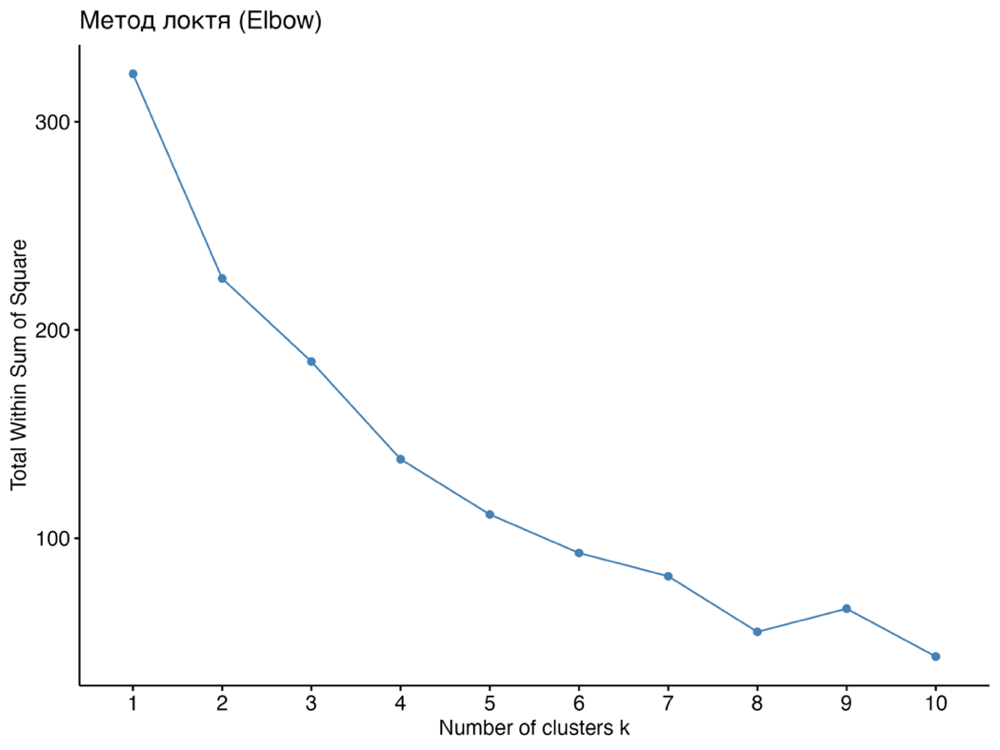 Метод локтя (Elbow)
Total Within Sum of Square
300
200
100
1 2 3 4 5 6 7 8 9 10
Number of clusters k